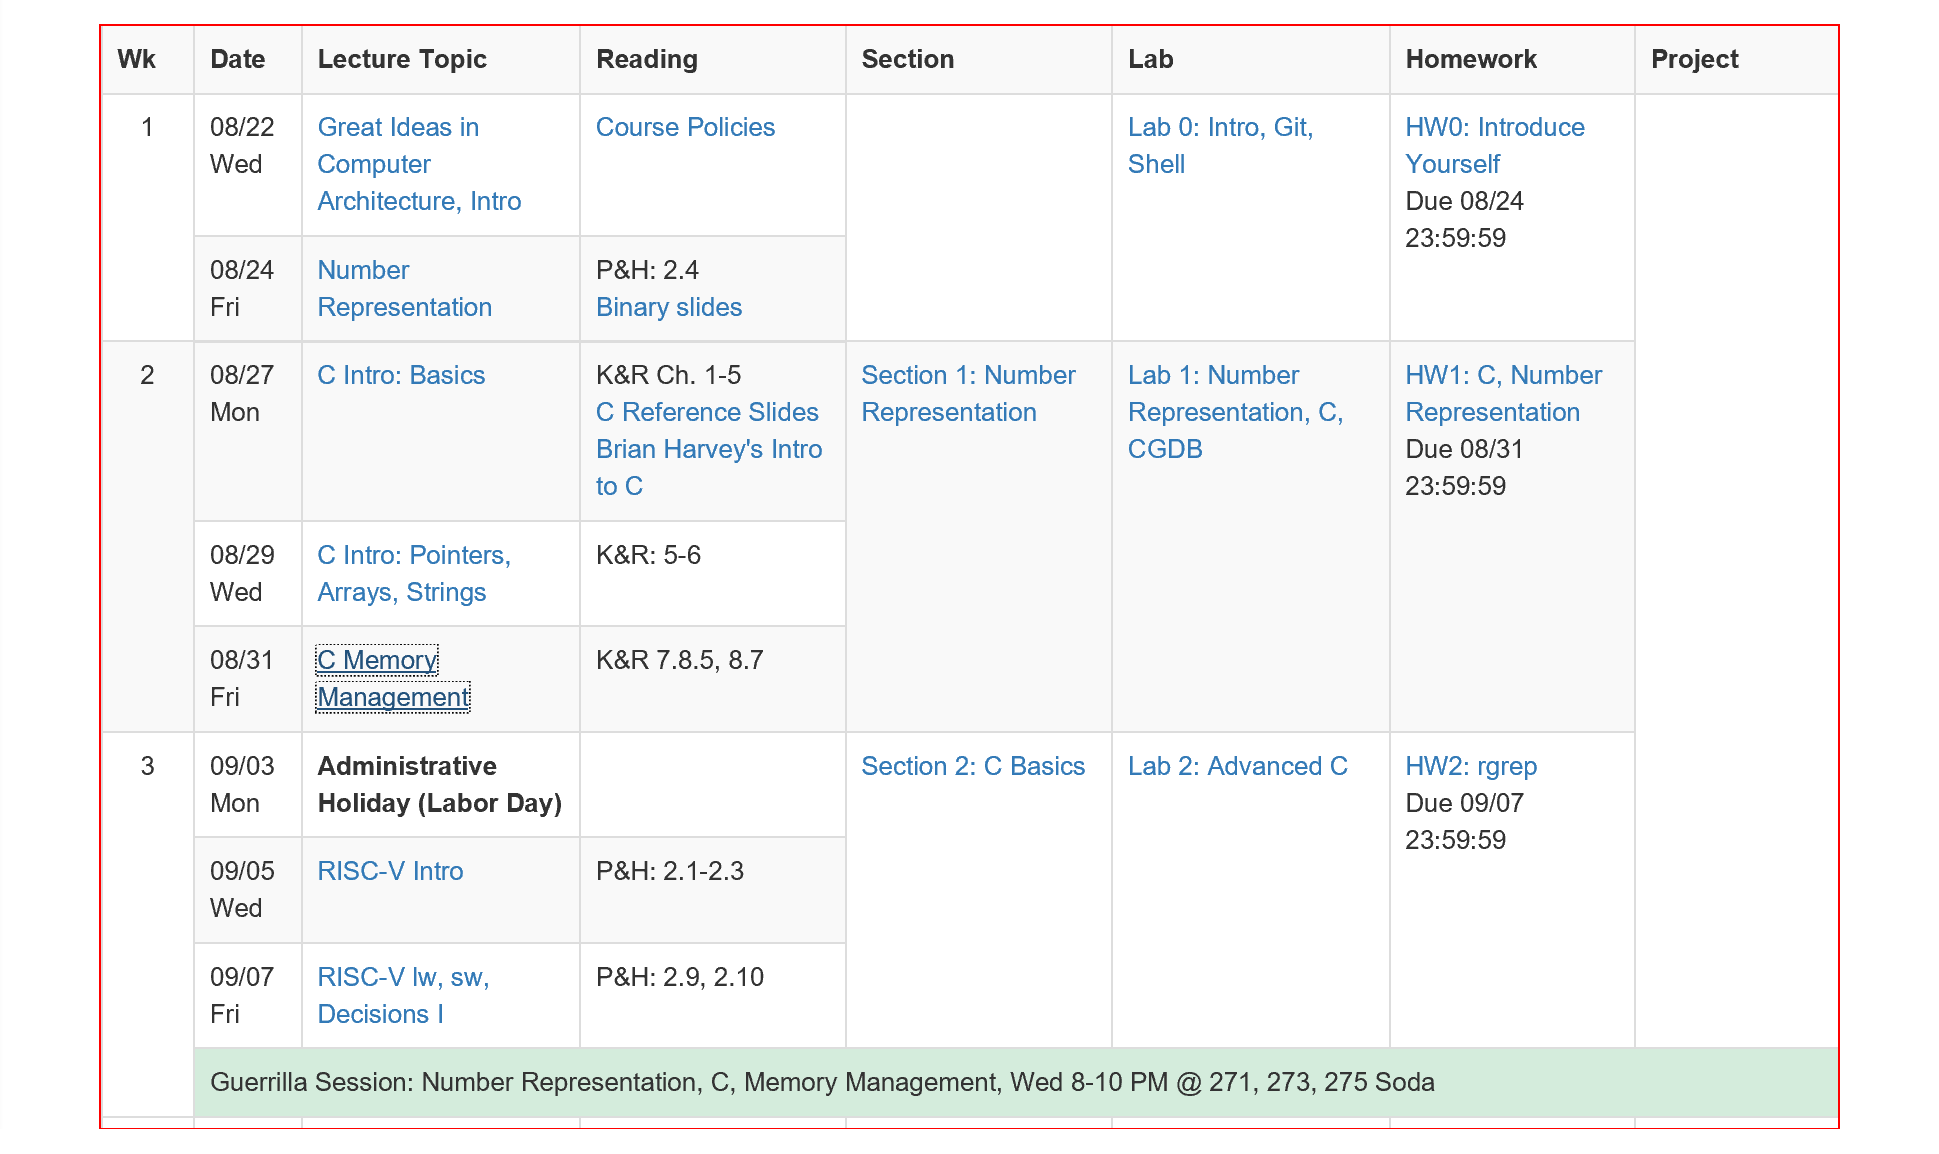 Wk Date Lecture Topic Reading Section Lab Homework Project
1 08/22 Great Ideas in Course Policies Lab 0: Intro, Git, HW0: Introduce
Wed Computer Shell Yourself
Architecture, Intro Due 08/24
23:59:59
08/24 Number P&H: 2.4
Fri Representation Binary slides
2 08/27 C Intro: Basics K&R Ch. 1-5 Section 1: Number Lab 1: Number HW1: C, Number
Mon C Reference Slides Representation Representation, C, Representation
Brian Harvey's Intro CGDB Due 08/31
to C 23:59:59
08/29 C Intro: Pointers, K&R: 5-6
Wed Arrays, Strings
08/31 C Memory K&R 7.8.5, 8.7
Fri Management
3 09/03 Administrative Section 2: C Basics Lab 2: Advanced C HW2: rgrep
Mon Holiday (Labor Day) Due 09/07
23:59:59
09/05 RISC-V Intro P&H: 2.1-2.3
Wed
09/07 RISC-V lw, sw, P&H: 2.9, 2.10
Fri Decisions I
Guerrilla Session: Number Representation, C, Memory Management, Wed 8-10 PM @ 271, 273, 275 Soda